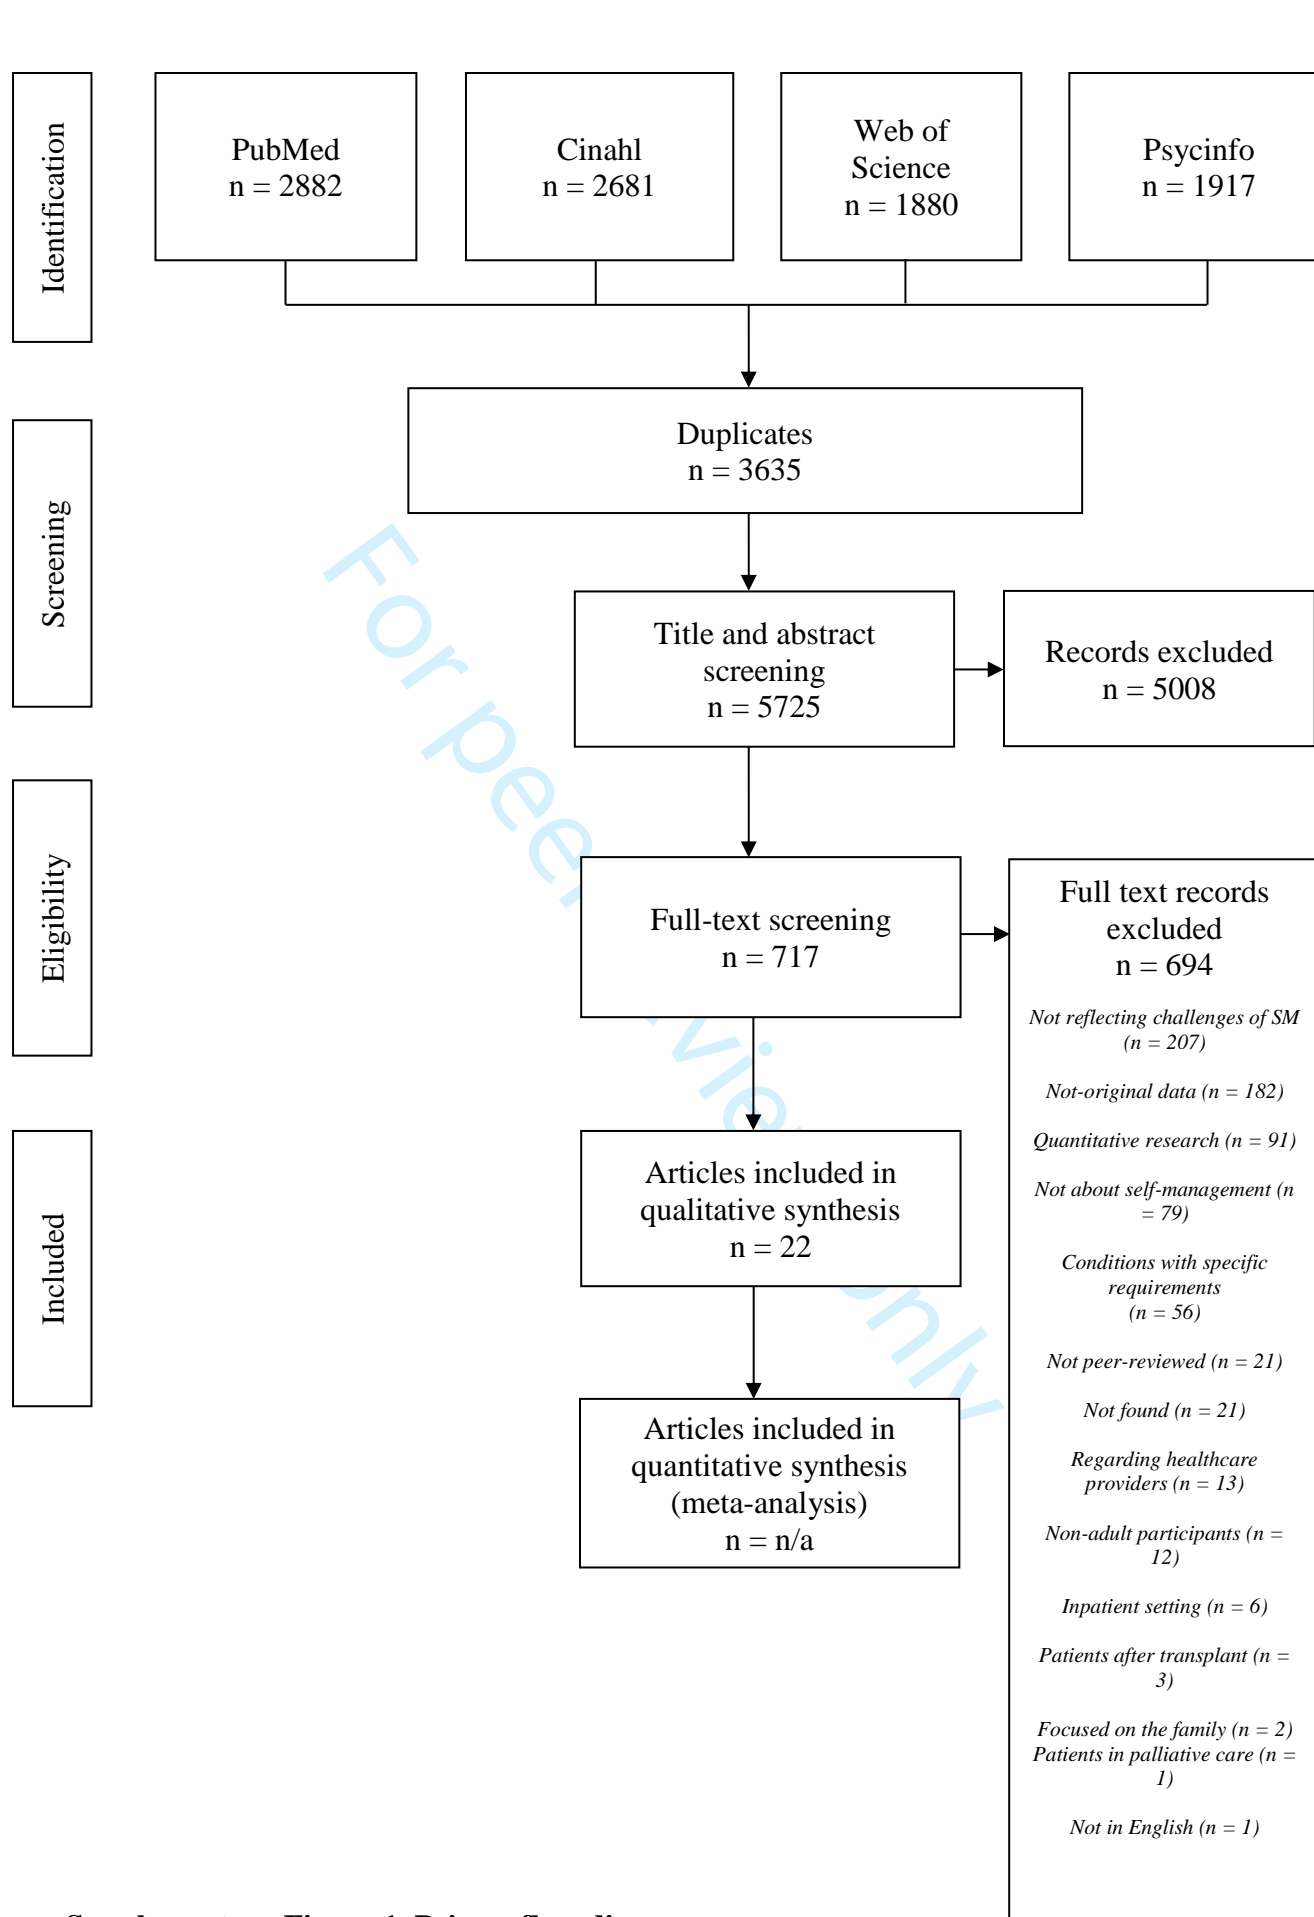 Identification
PubMed
n = 2882
Cinahl
n = 2681
Web of
Science
n = 1880
Psycinfo
n = 1917
Screening
Duplicates
n = 3635
Title and abstract
screening
n = 5725
Records excluded
n = 5008
Eligibility
Full-text screening
n = 717
Full text records
excluded
n = 694
Not reflecting challenges of SM
(n = 207)
Not-original data (n = 182)
Quantitative research (n = 91)
Not about self-management (n
= 79)
Conditions with specific
requirements
(n = 56)
Not peer-reviewed (n = 21)
Not found (n = 21)
Regarding healthcare
providers (n = 13)
Non-adult participants (n =
12)
Inpatient setting (n = 6)
Patients after transplant (n =
3)
Focused on the family (n = 2)
Patients in palliative care (n =
1)
Not in English (n = 1)
Included
Articles included in
qualitative synthesis
n = 22
Articles included in
quantitative synthesis
(meta-analysis)
n = n/a
For peer review only